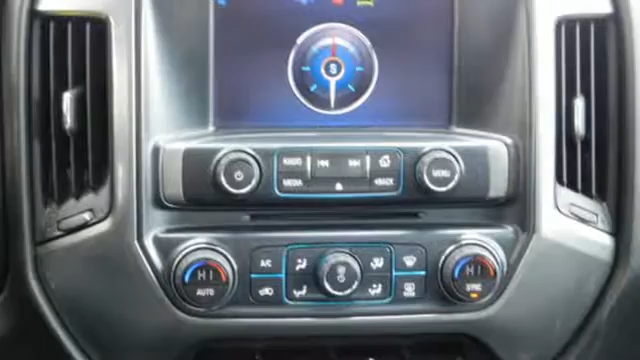 S
RADIO
MEDIA
◂BACK
MENU
HI
AUTO
A/C
HI
SYNC